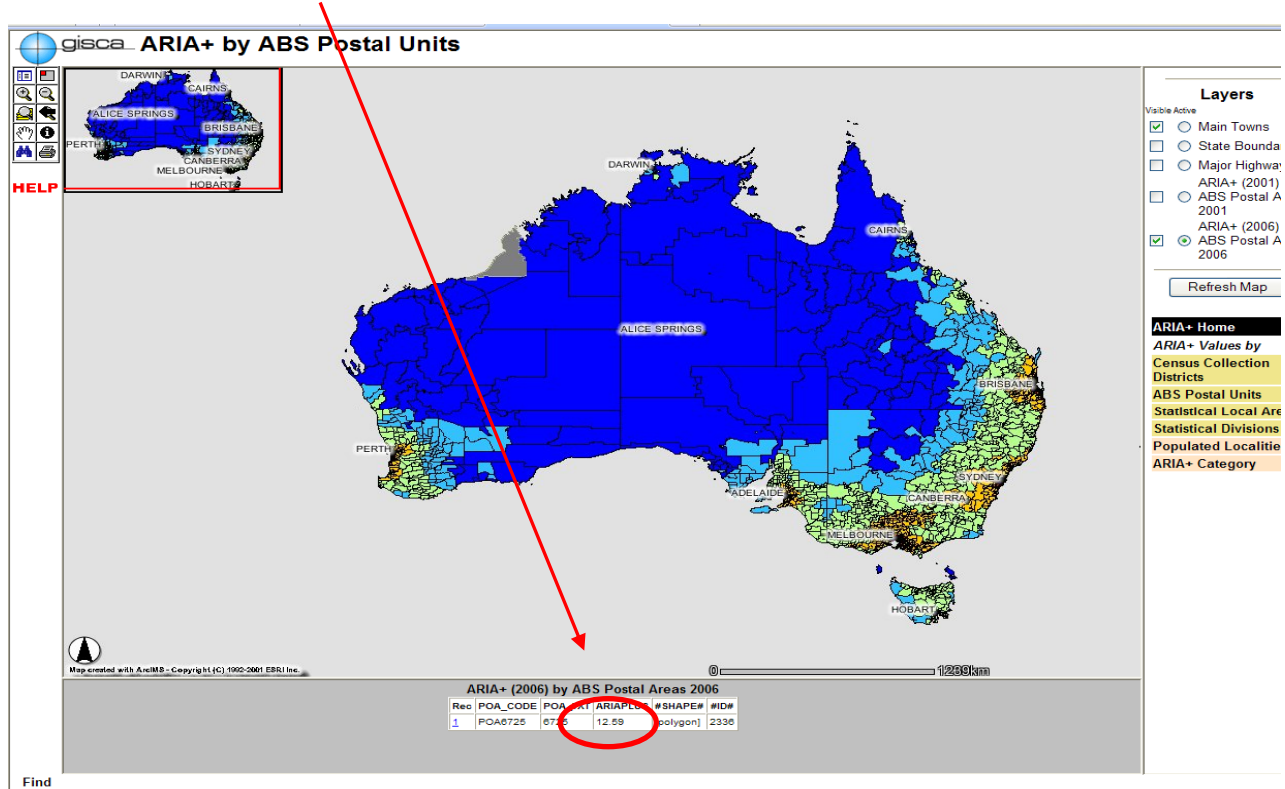 gisca ARIA+ by ABS Postal Units
HELP
DARWIN
CAIRNS
ALICE SPRINGS
BRISBANE
PERTH
SYDNEY
CANBERRA
MELBOURNE
HOBART
DARWIN
CAIRNS
ALICE SPRINGS
BRISBANE
PERTH
SYDNEY
ADELAIDE
CANBERRA
MELBOURNE
HOBART
Map created with ArcIMS - Copyright (C) 1992-2001 ESRI Inc.
0 1289km
Layers
Visible Active
Main Towns
State Boundar
Major Highway
ARIA+ (2001)
ABS Postal A
2001
ARIA+ (2006)
ABS Postal A
2006
Refresh Map
ARIA+ Home
ARIA+ Values by
Census Collection
Districts
ABS Postal Units
Statistical Local Are
Statistical Divisions
Populated Localitie
ARIA+ Category
ARIA+ (2006) by ABS Postal Areas 2006
Rec POA_CODE POA_TXT ARIAPLUS #SHAPE# #ID#
1 POA6725 6725 12.59 [polygon] 2336
Find